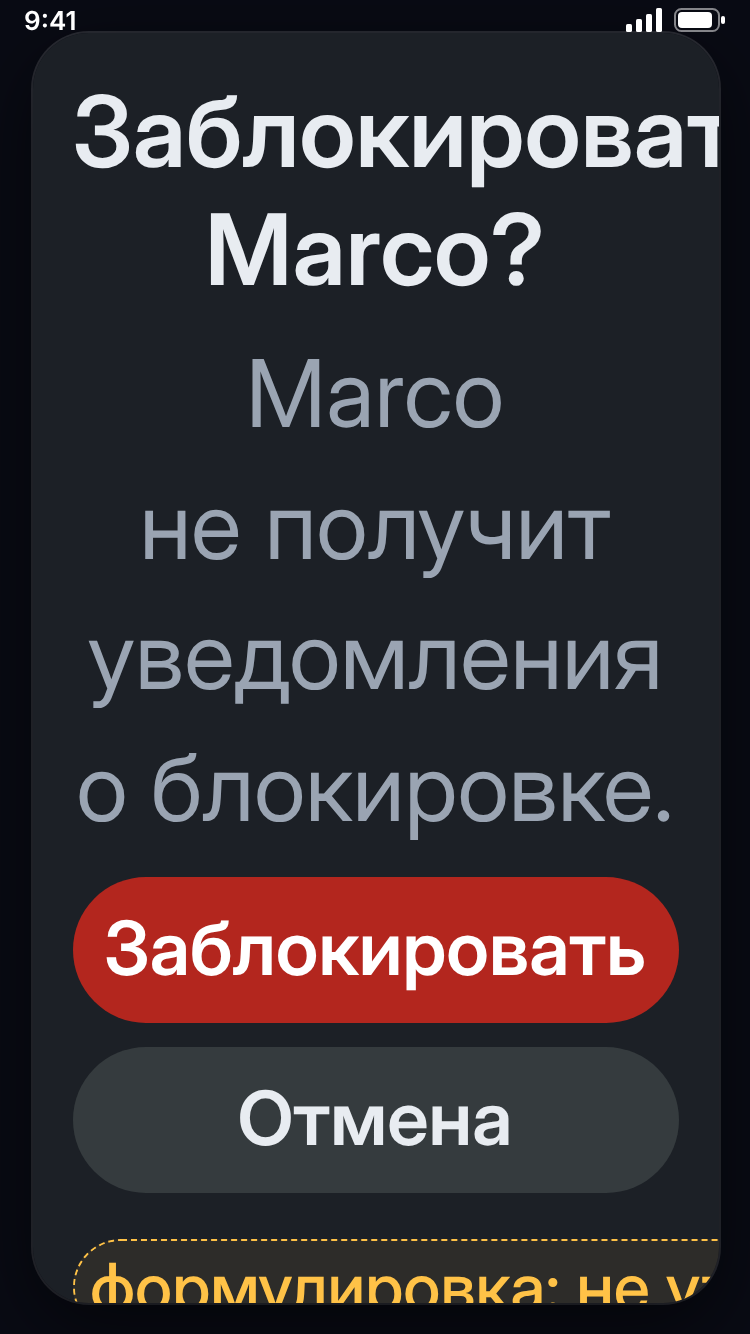 9:41
Заблокироват
Marco?
Marco
не получит
уведомления
о блокировке.
Заблокировать
Отмена
формулировка: не